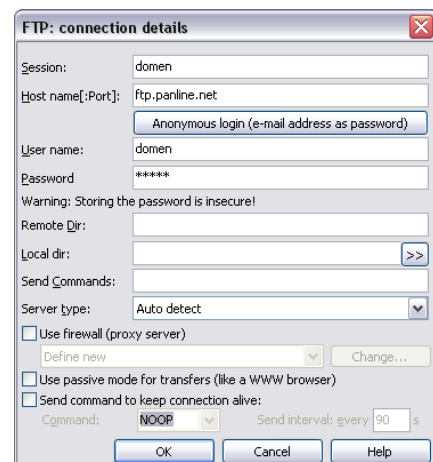 FTP: connection details
Session: domen
Host name[:Port]: ftp.panline.net
Anonymous login (e-mail address as password)
User name: domen
Password *****
Warning: Storing the password is insecure!
Remote Dir:
Local dir: >>
Send Commands:
Server type: Auto detect
Use firewall (proxy server)
Define new Change...
Use passive mode for transfers (like a WWW browser)
Send command to keep connection alive:
Command: NOOP Send interval: every 90 s
OK Cancel Help